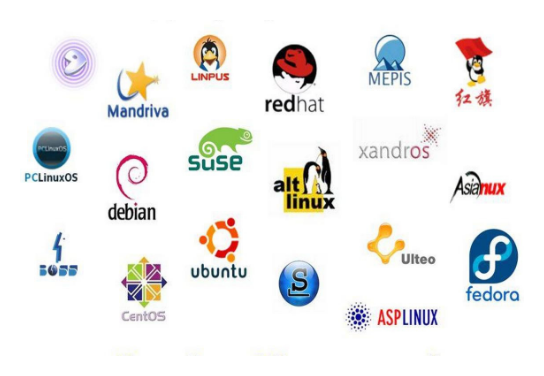 LINPUS
Mandriva
redhat
MEPIS
红旗
PCLinuxOS
PCLinuxOS
debian
suse
alt
linux
xandros
Asianux
BOSS
CentOS
ubuntu
S
Ulteo
fedora
ASPLINUX